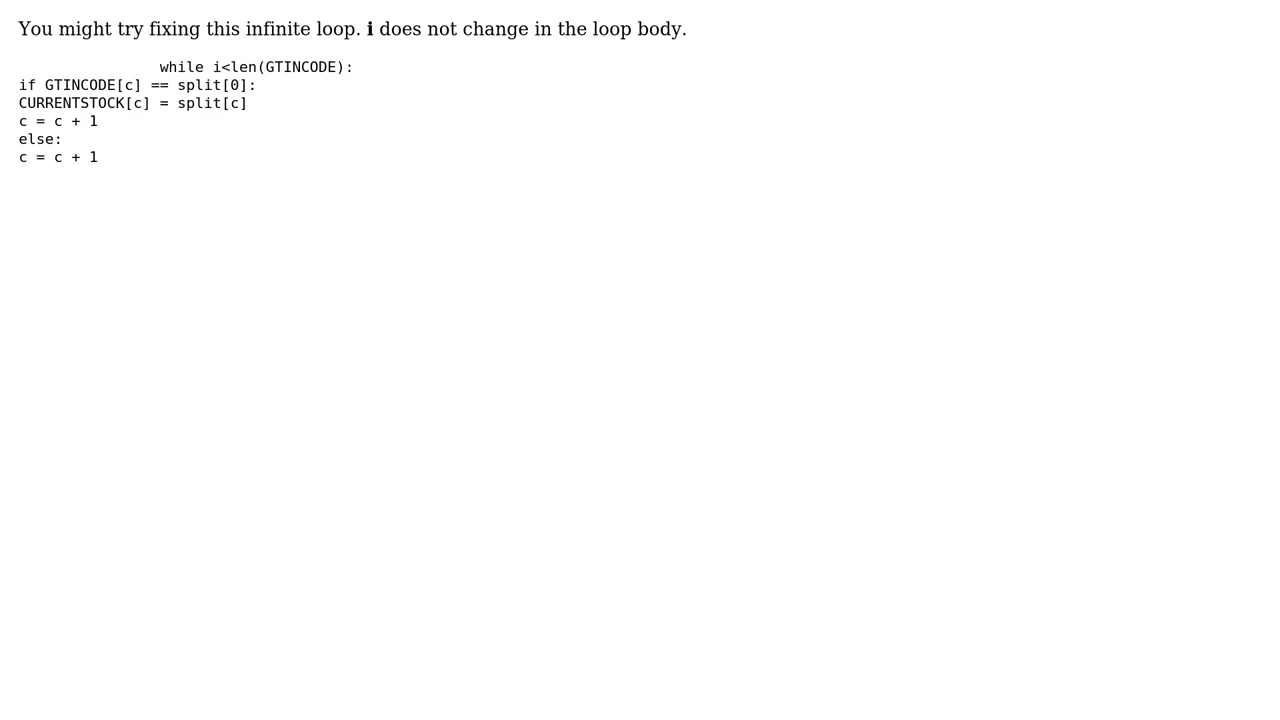 You might try fixing this infinite loop. i does not change in the loop body.
while i<len(GTINCODE):
if GTINCODE[c] == split[0]:
CURRENTSTOCK[c] = split[c]
c = c + 1
else:
c = c + 1